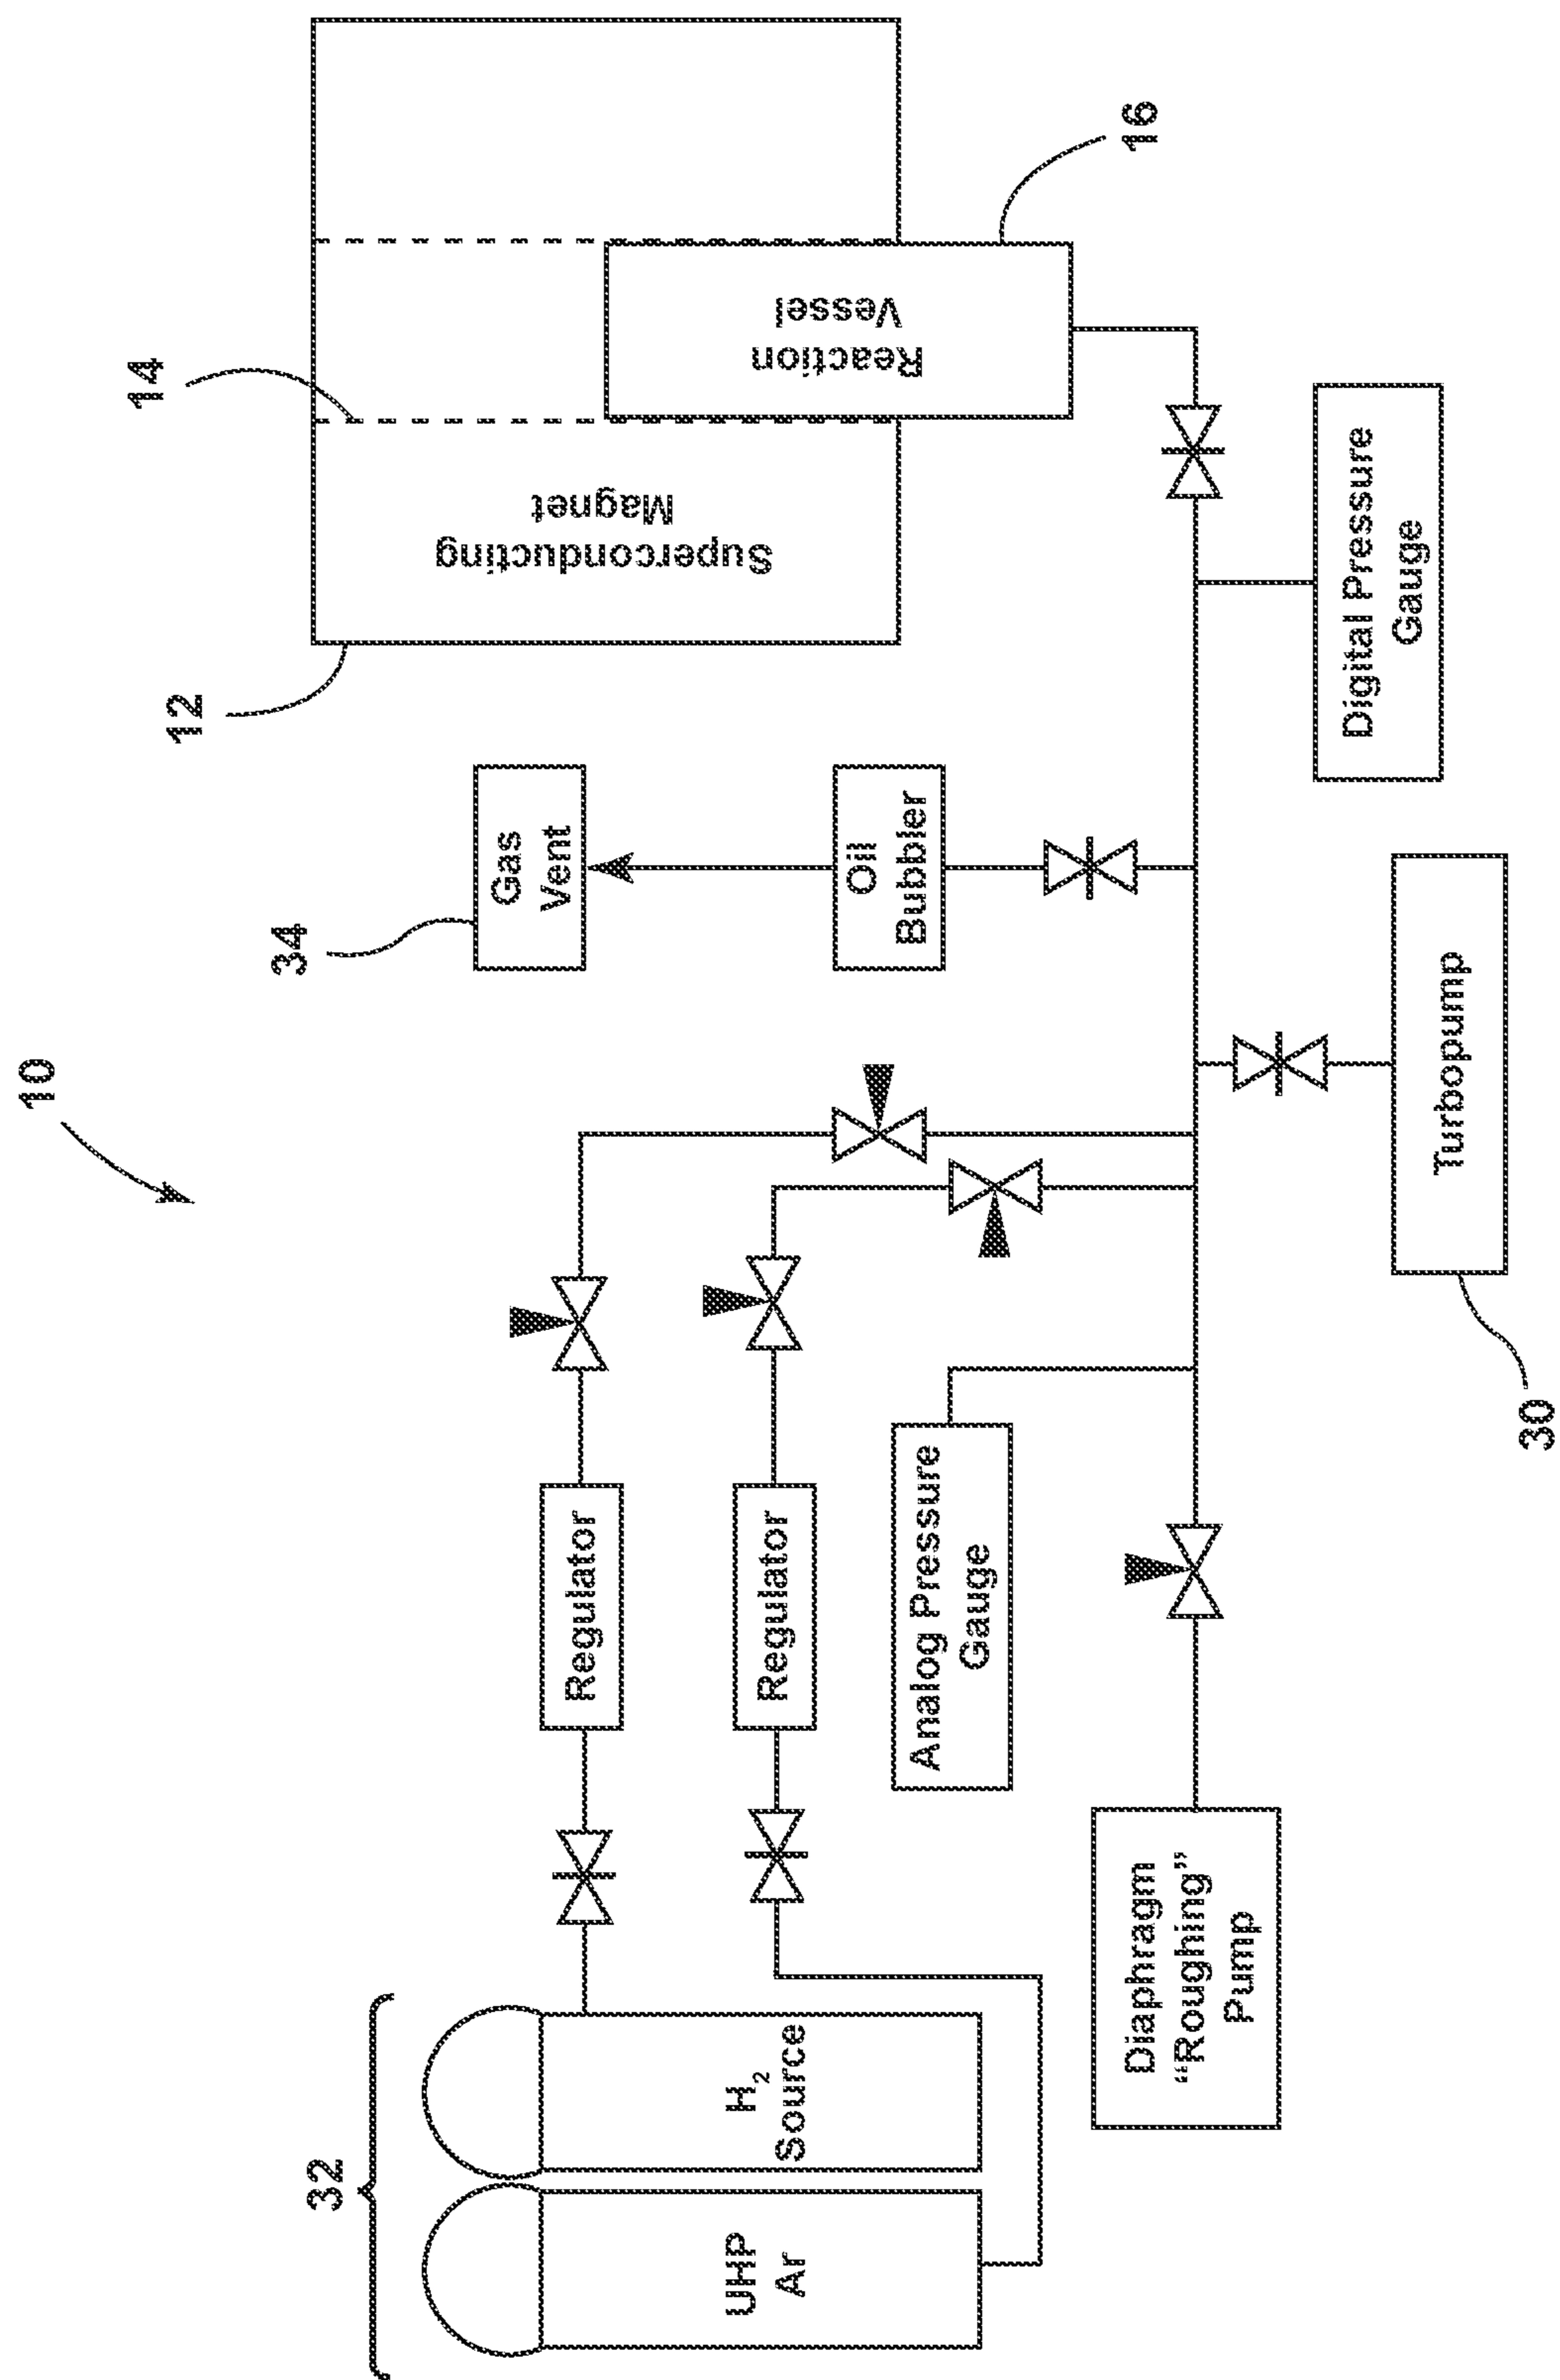 10
32
UHP
Ar
H2
Source
Regulator
Regulator
Analog Pressure
Gauge
Diaphragm
“Roughing”
Pump
Turbopump
30
34
Gas
Vent
Oil
Bubbler
Digital Pressure
Gauge
12
14
Superconducting
Magnet
Reaction
Vessel
16